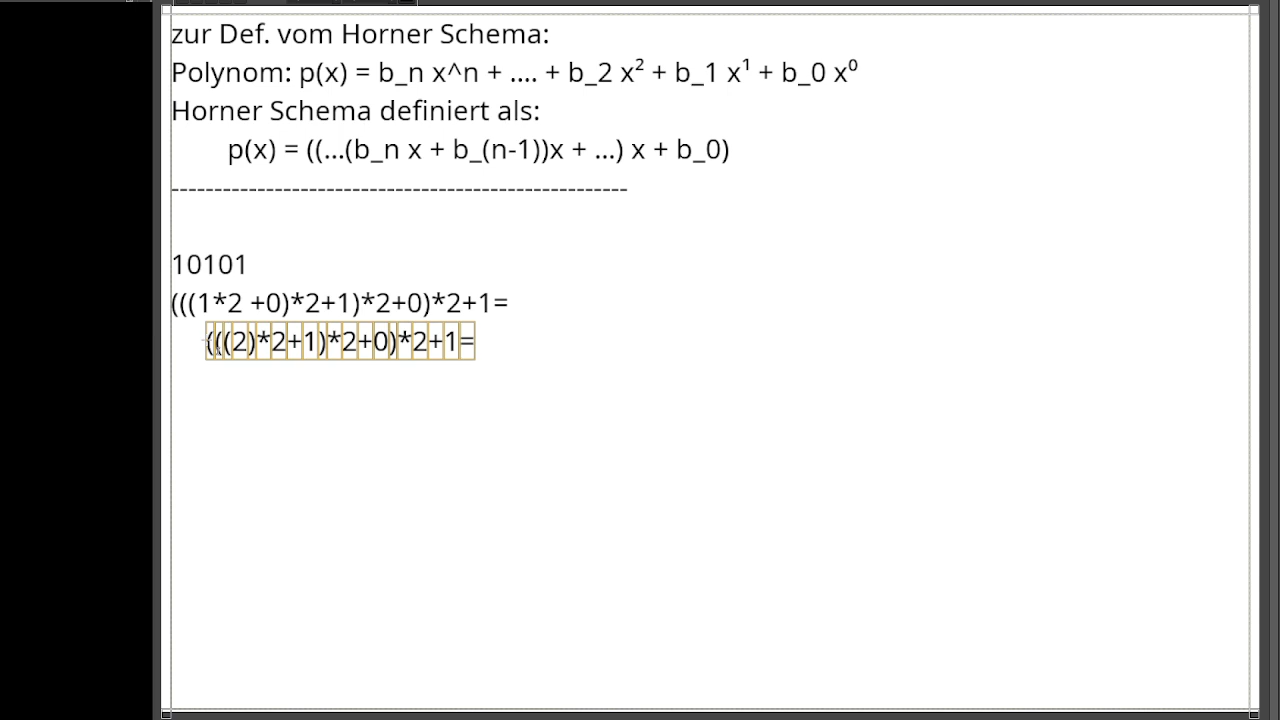 zur Def. vom Horner Schema:
Polynom: p(x) = b_n x^n + .... + b_2 x² + b_1 x¹ + b_0 x⁰
Horner Schema definiert als:
p(x) = ((...(b_n x + b_(n-1))x + ...) x + b_0)
-----------------------------------------------------
10101
(((1*2 +0)*2+1)*2+0)*2+1=
(((2)*2+1)*2+0)*2+1=